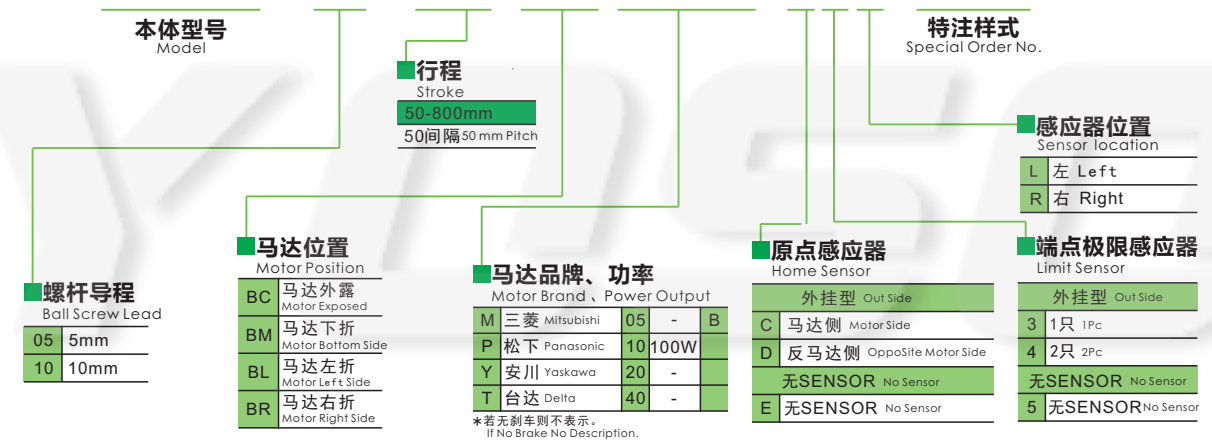 本体型号
Model
特注样式
Special Order No.
行程
Stroke
50-800mm
50间隔 50 mm Pitch
感应器位置
Sensor location
L 左 Left
R 右 Right
螺杆导程
Ball Screw Lead
05 5mm
10 10mm
马达位置
Motor Position
BC 马达外露
Motor Exposed
BM 马达下折
Motor Bottom Side
BL 马达左折
Motor Left Side
BR 马达右折
Motor Right Side
马达品牌、功率
Motor Brand 、Power Output
M 三菱 Mitsubishi 05 - B
P 松下 Panasonic 10 100W
Y 安川 Yaskawa 20 -
T 台达 Delta 40 -
*若无刹车则不表示。
If No Brake No Description.
原点感应器
Home Sensor
外挂型 Out Side
C 马达侧 Motor Side
D 反马达侧 OppoSite Motor Side
无SENSOR No Sensor
E 无SENSOR No Sensor
端点极限感应器
Limit Sensor
外挂型 Out Side
3 1只 1Pc
4 2只 2Pc
无SENSOR No Sensor
5 无SENSOR No Sensor